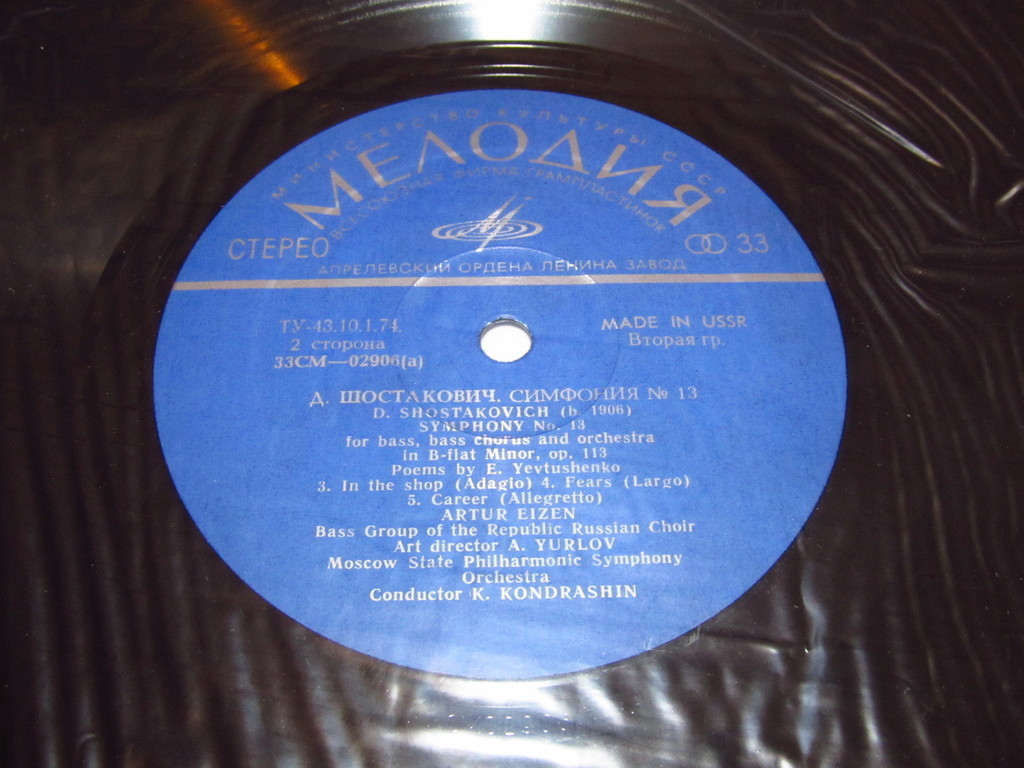 МИНИСТЕРСТВО КУЛЬТУРЫ СССР
МЕЛОДИЯ
ВСЕСОЮЗНАЯ ФИРМА ГРАМПЛАСТИНОК
СТЕРЕО
33
АПРЕЛЕВСКИЙ ОРДЕНА ЛЕНИНА ЗАВОД
ТУ-43.10.1.74.
2 сторона
33СМ—02906(а)
MADE IN USSR
Вторая гр.
Д. ШОСТАКОВИЧ. СИМФОНИЯ № 13
D. SHOSTAKOVICH (b. 1906)
SYMPHONY No. 13
for bass, bass chorus and orchestra
in B-flat Minor, op. 113
Poems by E. Yevtushenko
3. In the shop (Adagio) 4. Fears (Largo)
5. Career (Allegretto)
ARTUR EIZEN
Bass Group of the Republic Russian Choir
Art director A. YURLOV
Moscow State Philharmonic Symphony
Orchestra
Conductor K. KONDRASHIN